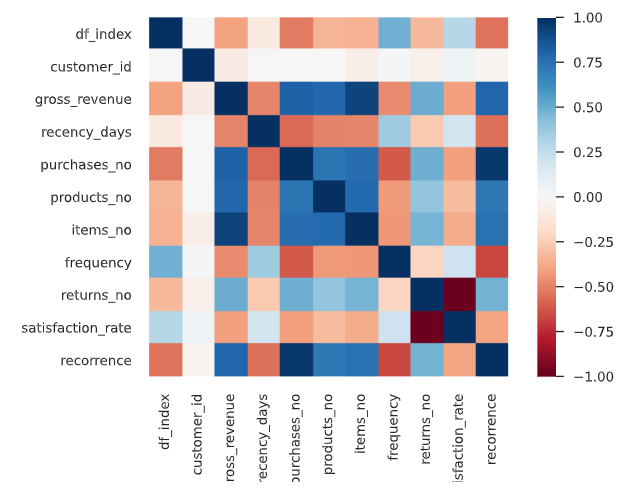 df_index
customer_id
gross_revenue
recency_days
purchases_no
products_no
items_no
frequency
returns_no
satisfaction_rate
recorrence
1.00
0.75
0.50
0.25
0.00
−0.25
−0.50
−0.75
−1.00
df_index
customer_id
ross_revenue
recency_days
purchases_no
products_no
items_no
frequency
returns_no
isfaction_rate
recorrence